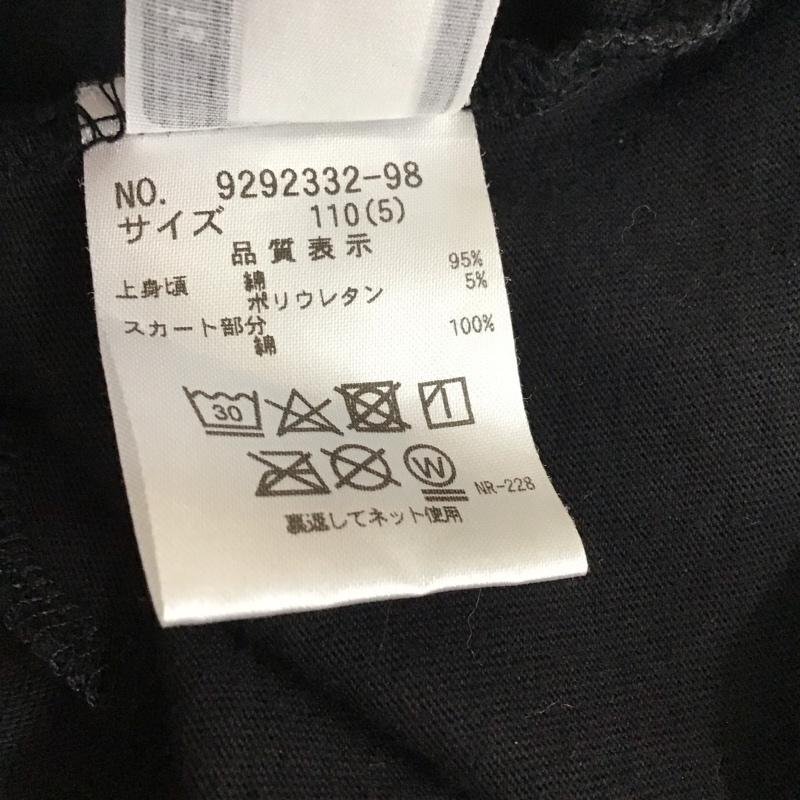 NO. 9292332-98
サイズ 110(5)
品質表示
上身頃 綿 95%
ポリウレタン 5%
スカート部分 100%
綿
30
W
NR-228
裏返してネット使用